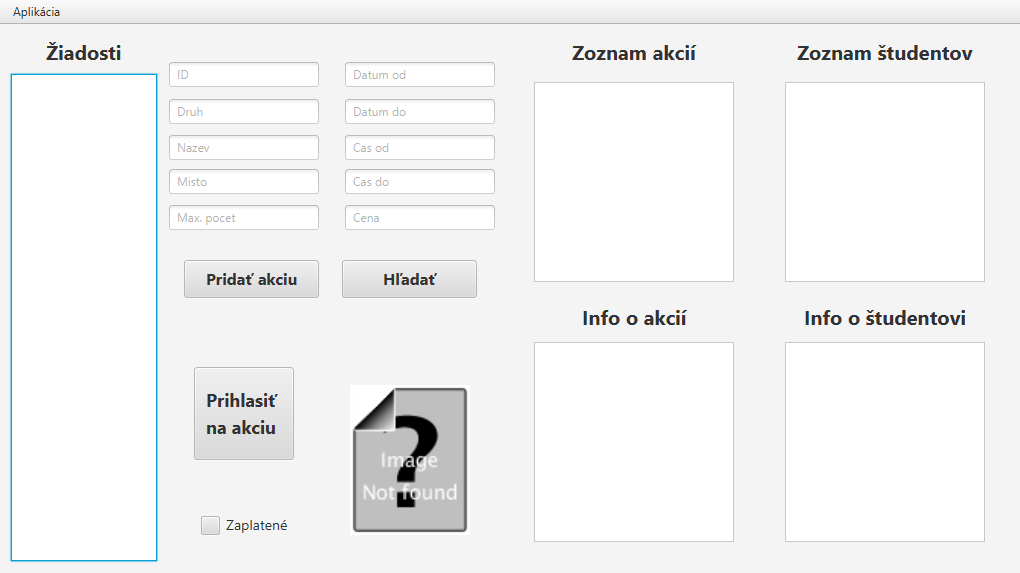 Aplikácia
Žiadosti
ID
Datum od
Druh
Datum do
Nazev
Cas od
Misto
Cas do
Max. pocet
Cena
Pridať akciu
Hľadať
Prihlasiť
na akciu
Image
Not found
Zaplatené
Zoznam akcií
Zoznam študentov
Info o akcií
Info o študentovi